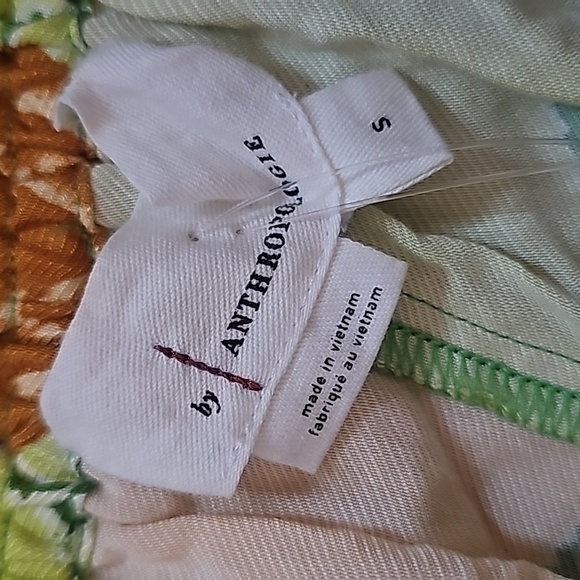 by
ANTHROPOLOGIE
S
made in vietnam
fabriqué au vietnam